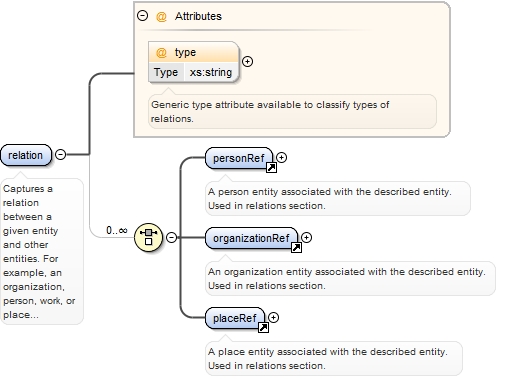 @ Attributes
@ type
Type xs:string
Generic type attribute available to classify types of
relations.
relation
Captures a
relation
between a
given entity
and other
entities. For
example, an
organization,
person, work, or
place...
0..∞
personRef
A person entity associated with the described entity.
Used in relations section.
organizationRef
An organization entity associated with the described entity.
Used in relations section.
placeRef
A place entity associated with the described entity.
Used in relations section.